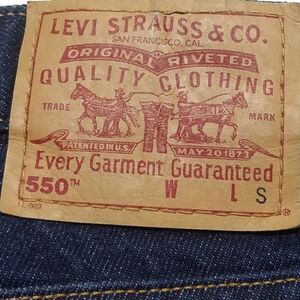 LEVI STRAUSS & CO.
SAN FRANCISCO, CAL.
ORIGINAL RIVETED
QUALITY CLOTHING
TRADE MARK
PATENTED IN U.S. MAY 20 1873
Every Garment Guaranteed
550™ W L S